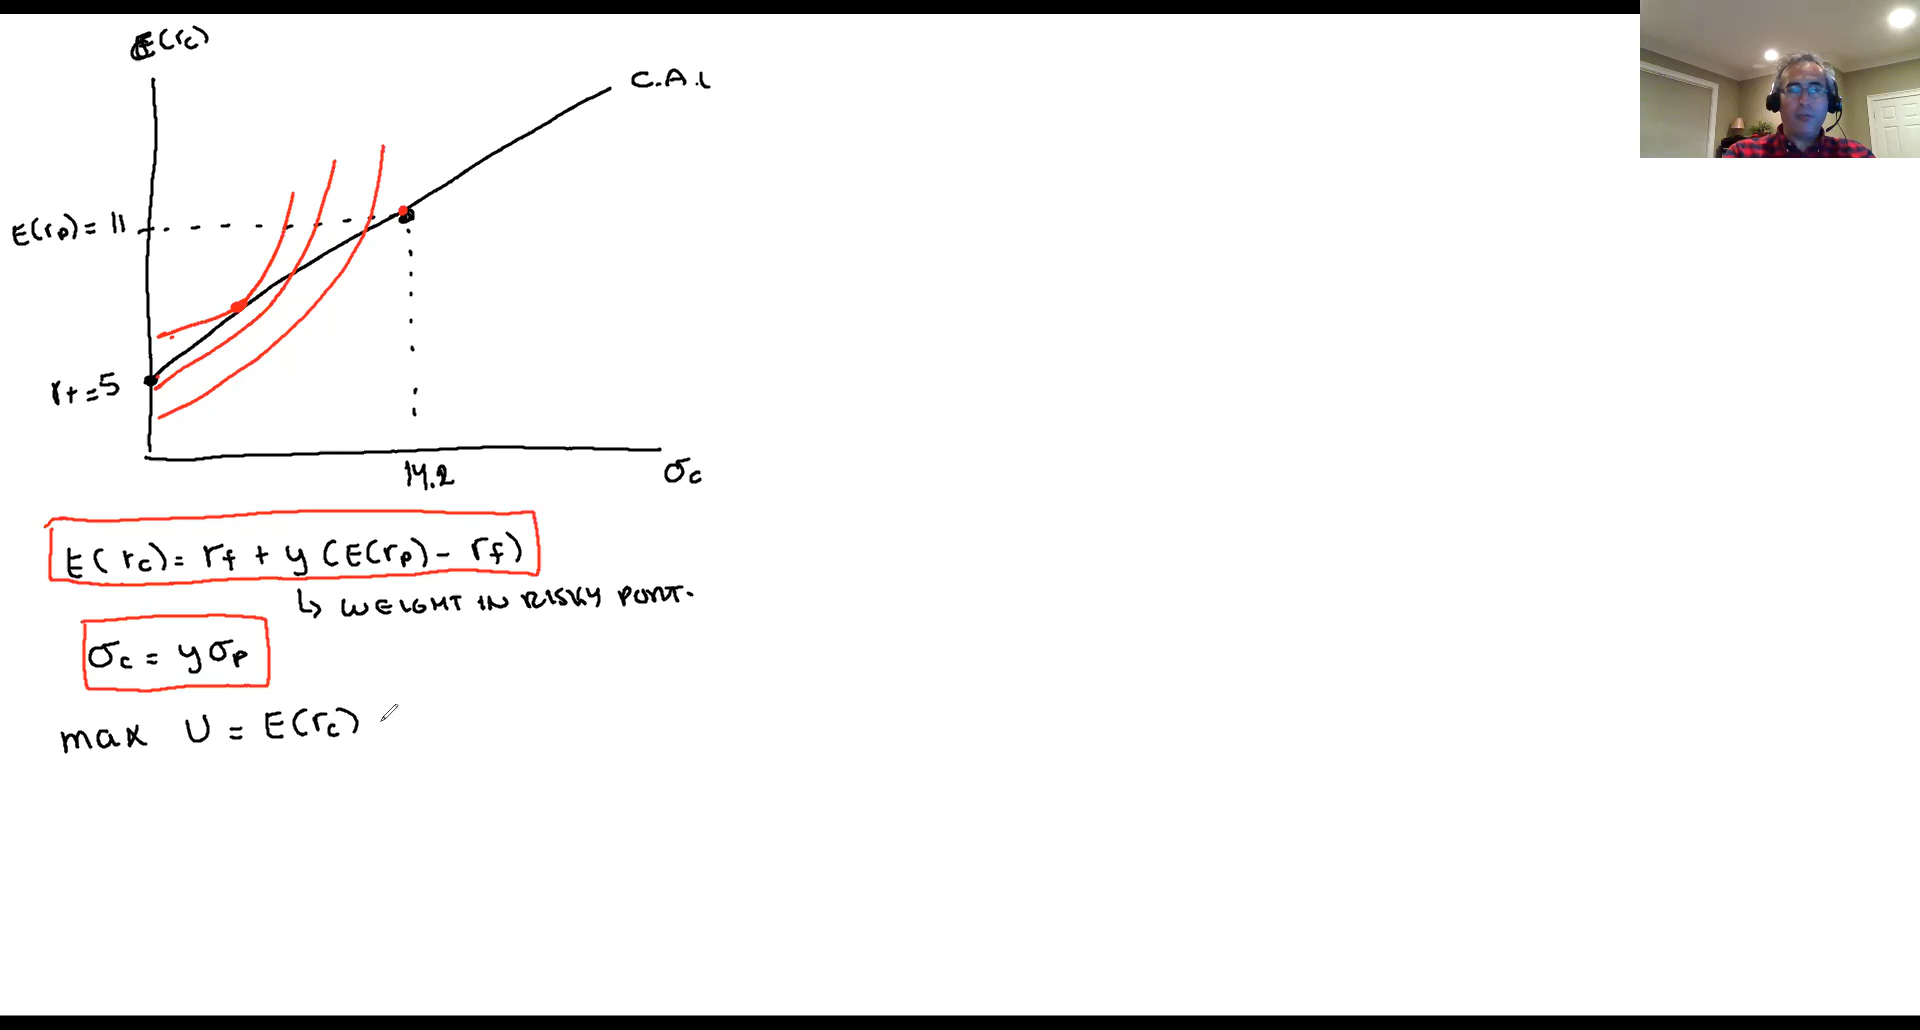 E(rc)
C.A.L
E(rp) = 11
rf = 5
14.2
σc
E(rc) = rf + y (E(rp) - rf)
↳ WEIGHT IN RISKY PORT.
σc = y σp
max U = E(rc)